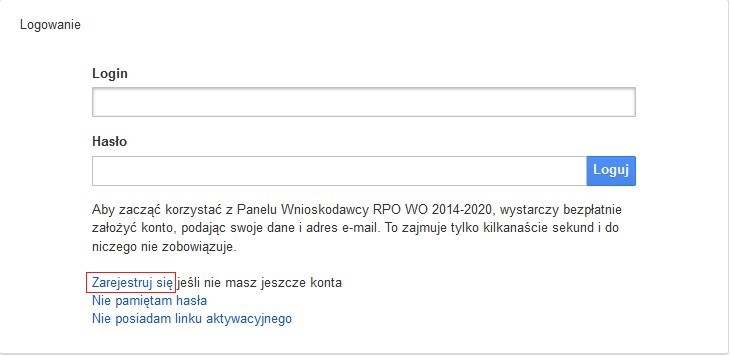 Logowanie
Login
Hasło
Loguj
Aby zacząć korzystać z Panelu Wnioskodawcy RPO WO 2014-2020, wystarczy bezpłatnie
założyć konto, podając swoje dane i adres e-mail. To zajmuje tylko kilkanaście sekund i do
niczego nie zobowiązuje.
Zarejestruj się jeśli nie masz jeszcze konta
Nie pamiętam hasła
Nie posiadam linku aktywacyjnego